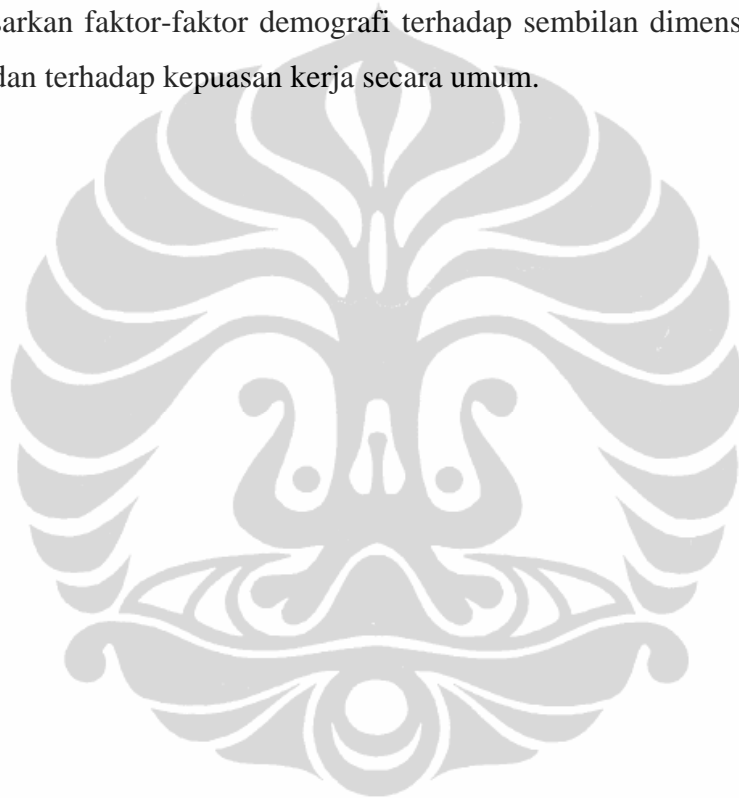 sarkan faktor-faktor demografi terhadap sembilan dimens
dan terhadap kepuasan kerja secara umum.